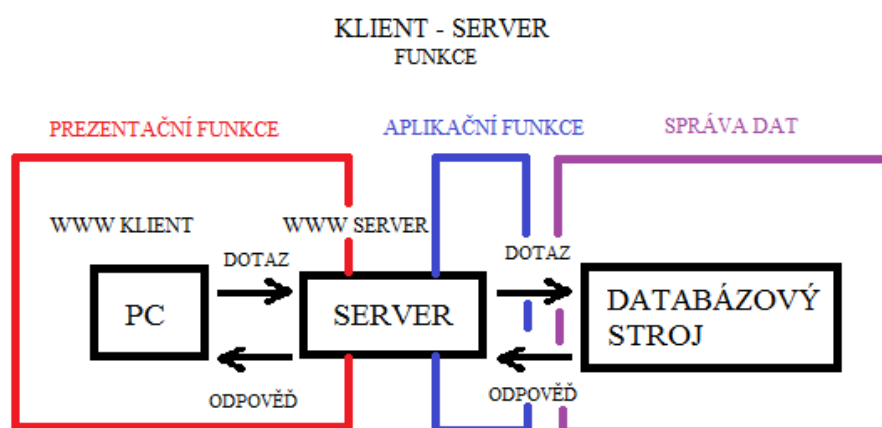 KLIENT - SERVER
FUNKCE
PREZENTAČNÍ FUNKCE
APLIKAČNÍ FUNKCE
SPRÁVA DAT
WWW KLIENT
WWW SERVER
DOTAZ
DOTAZ
PC
SERVER
DATABÁZOVÝ
STROJ
ODPOVĚĎ
ODPOVĚĎ